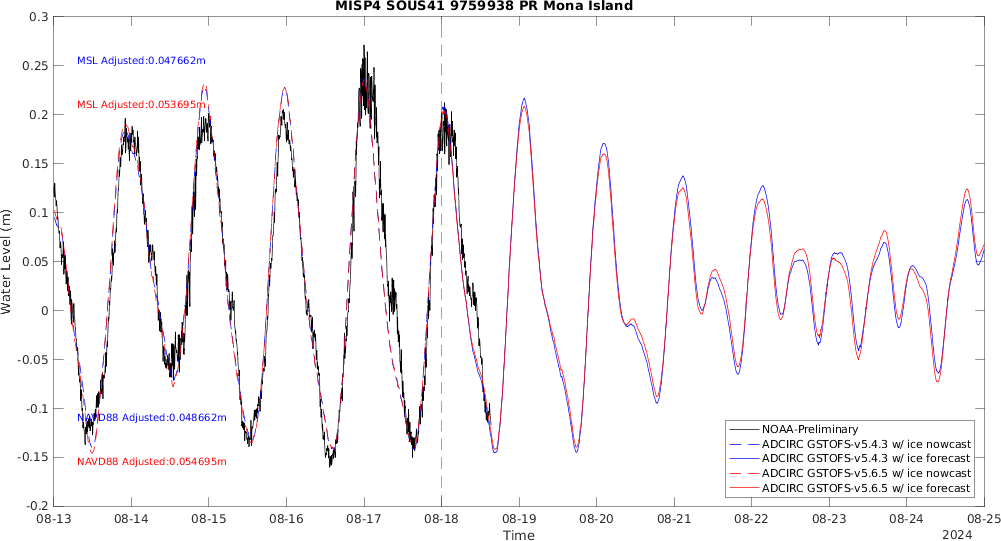 MISP4 SOUS41 9759938 PR Mona Island
0.3
0.25
0.2
0.15
0.1
0.05
0
-0.05
-0.1
-0.15
-0.2
Water Level (m)
MSL Adjusted:0.047662m
MSL Adjusted:0.053695m
NAVD88 Adjusted:0.048662m
NAVD88 Adjusted:0.054695m
NOAA-Preliminary
ADCIRC GSTOFS-v5.4.3 w/ ice nowcast
ADCIRC GSTOFS-v5.4.3 w/ ice forecast
ADCIRC GSTOFS-v5.6.5 w/ ice nowcast
ADCIRC GSTOFS-v5.6.5 w/ ice forecast
08-13 08-14 08-15 08-16 08-17 08-18 08-19 08-20 08-21 08-22 08-23 08-24 08-25
Time
2024